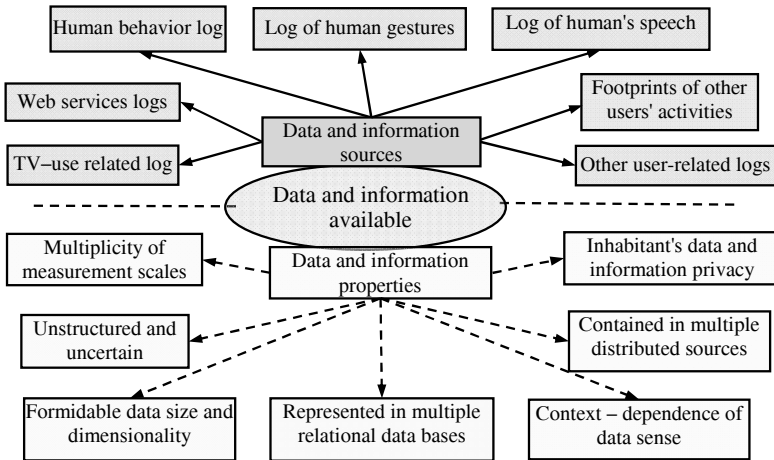 Human behavior log
Log of human gestures
Log of human's speech
Web services logs
Data and information
sources
Footprints of other
users' activities
TV–use related log
Other user-related logs
Data and information
available
Multiplicity of
measurement scales
Data and information
properties
Inhabitant's data and
information privacy
Unstructured and
uncertain
Contained in multiple
distributed sources
Formidable data size and
dimensionality
Represented in multiple
relational data bases
Context – dependence of
data sense